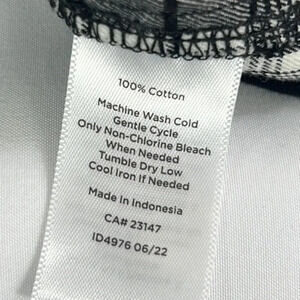 100% Cotton
Machine Wash Cold
Gentle Cycle
Only Non-Chlorine Bleach
When Needed
Tumble Dry Low
Cool Iron If Needed
Made in Indonesia
CA# 23147
ID4976 06/22